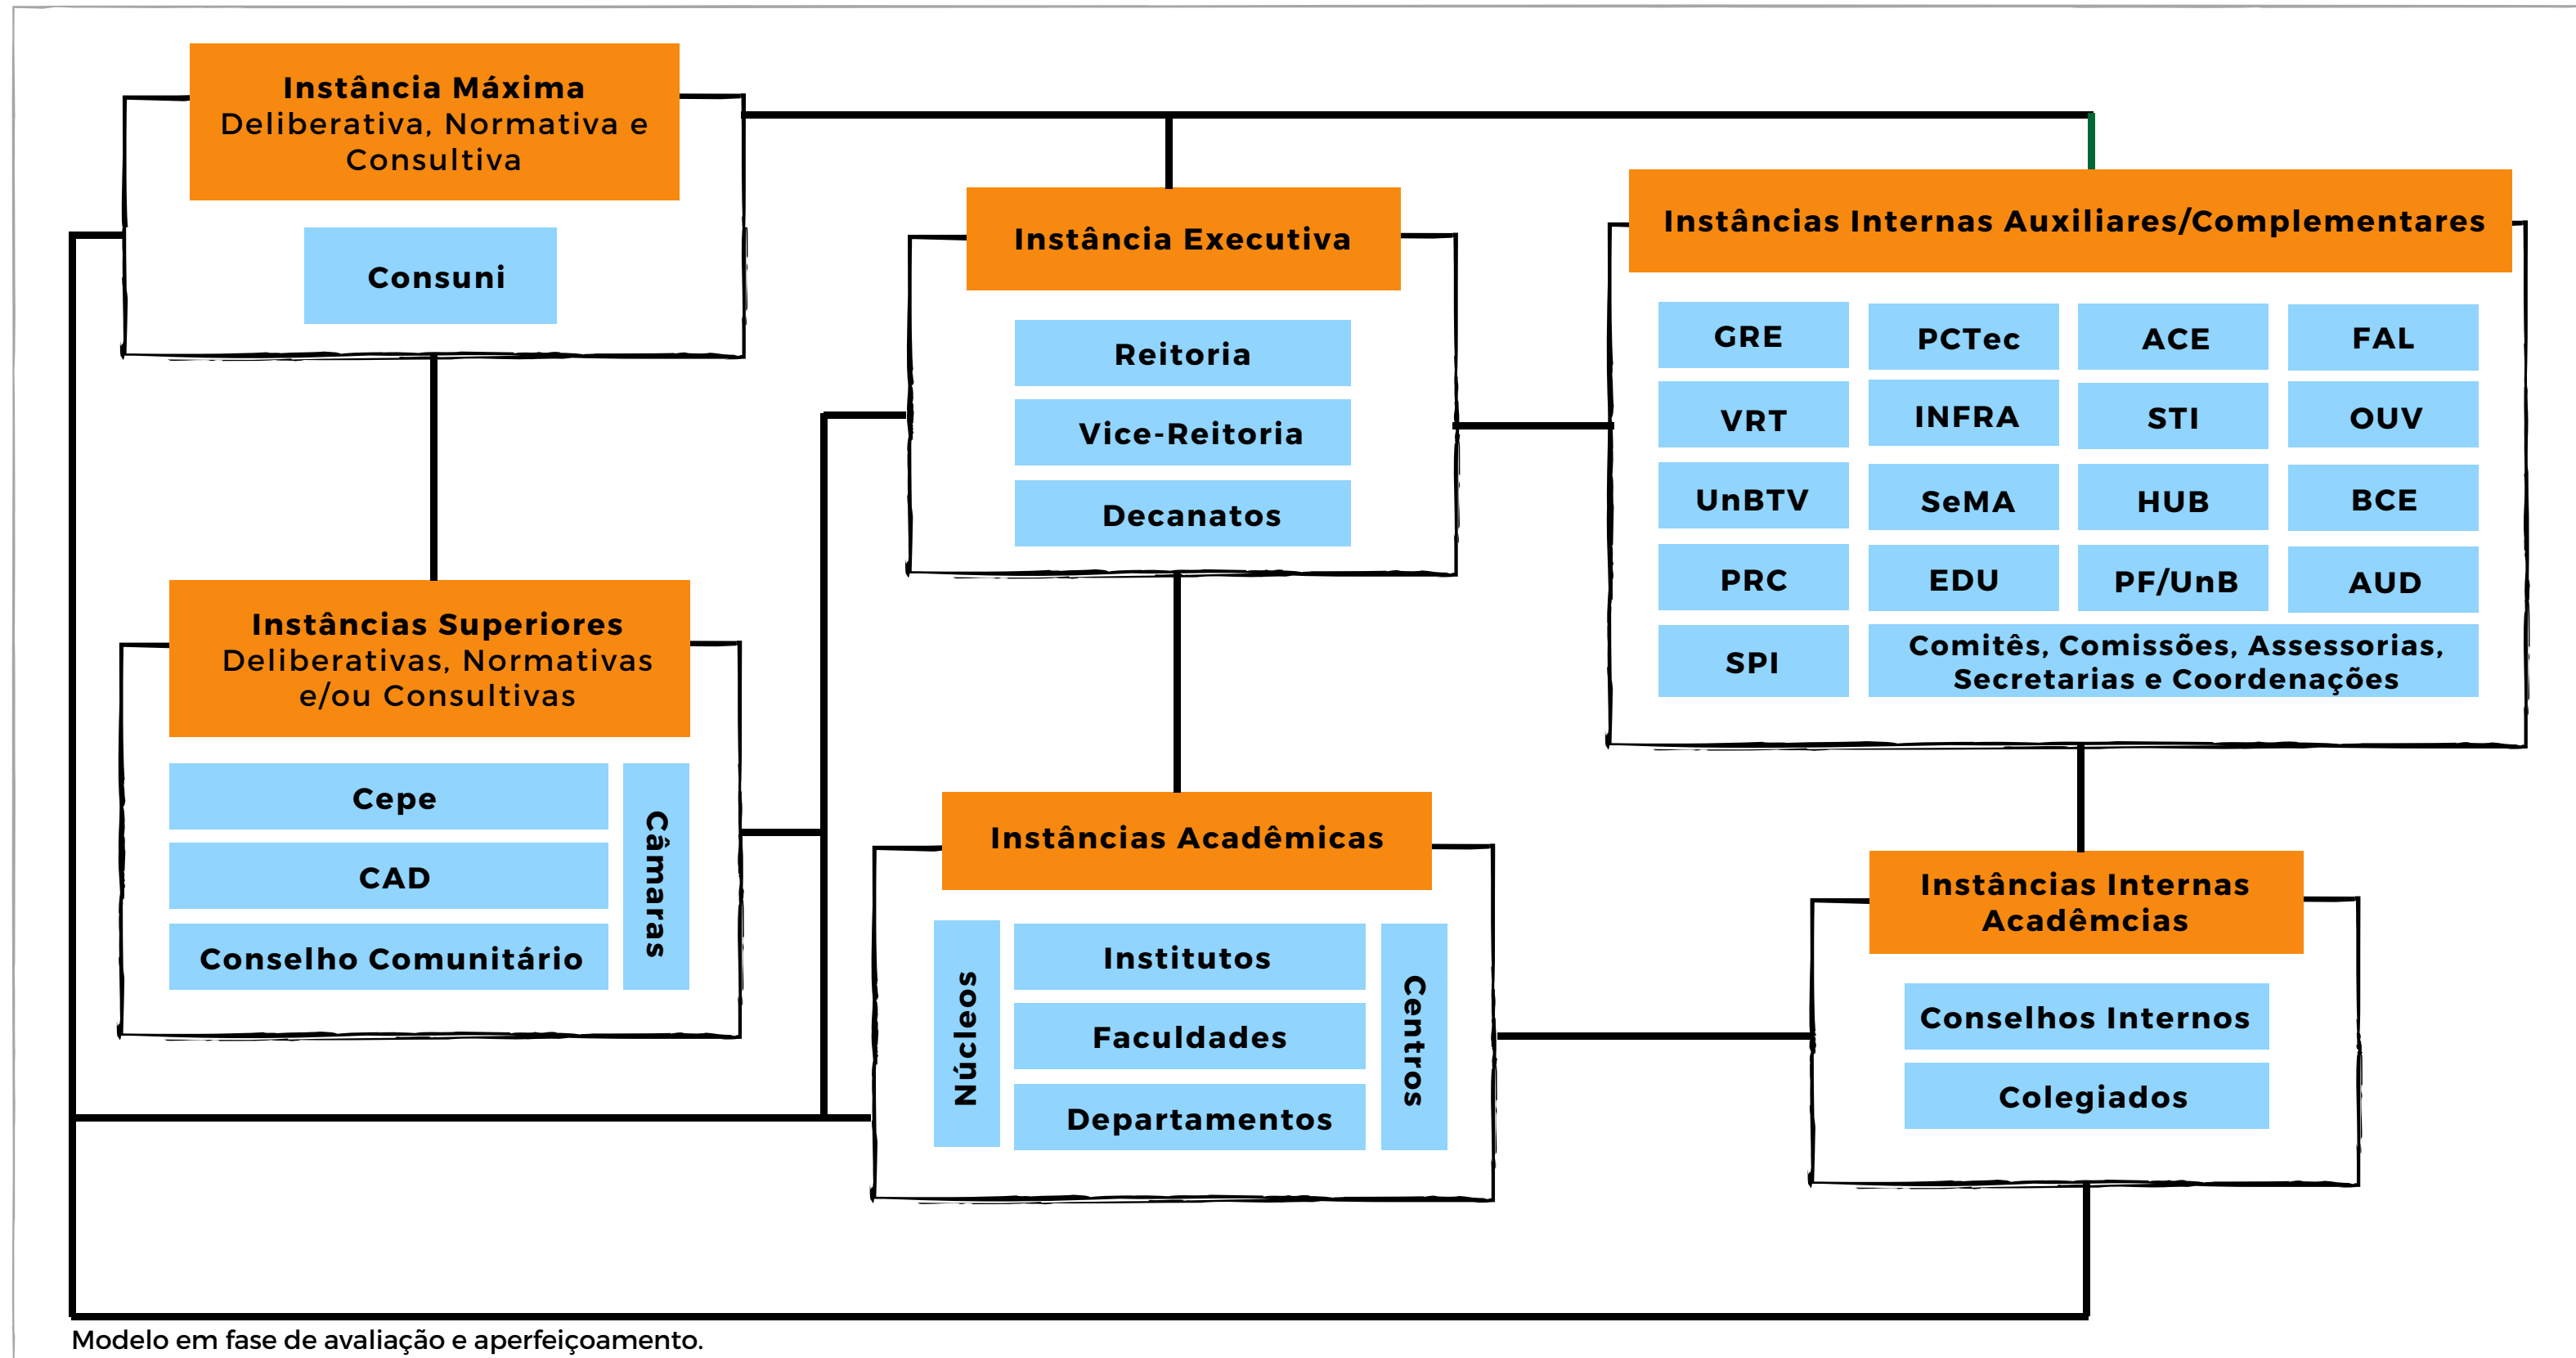 Instância Máxima
Deliberativa, Normativa e
Consultiva
Consuni
Instância Executiva
Reitoria
Vice-Reitoria
Decanatos
Instâncias Internas Auxiliares/Complementares
GRE
PCTec
ACE
FAL
VRT
INFRA
STI
OUV
UnBTV
SeMA
HUB
BCE
PRC
EDU
PF/UnB
AUD
SPI
Comitês, Comissões, Assessorias,
Secretarias e Coordenações
Instâncias Superiores
Deliberativas, Normativas
e/ou Consultivas
Cepe
CAD
Conselho Comunitário
Câmaras
Instâncias Acadêmicas
Núcleos
Institutos
Faculdades
Departamentos
Centros
Instâncias Internas
Acadêmcias
Conselhos Internos
Colegiados
Modelo em fase de avaliação e aperfeiçoamento.